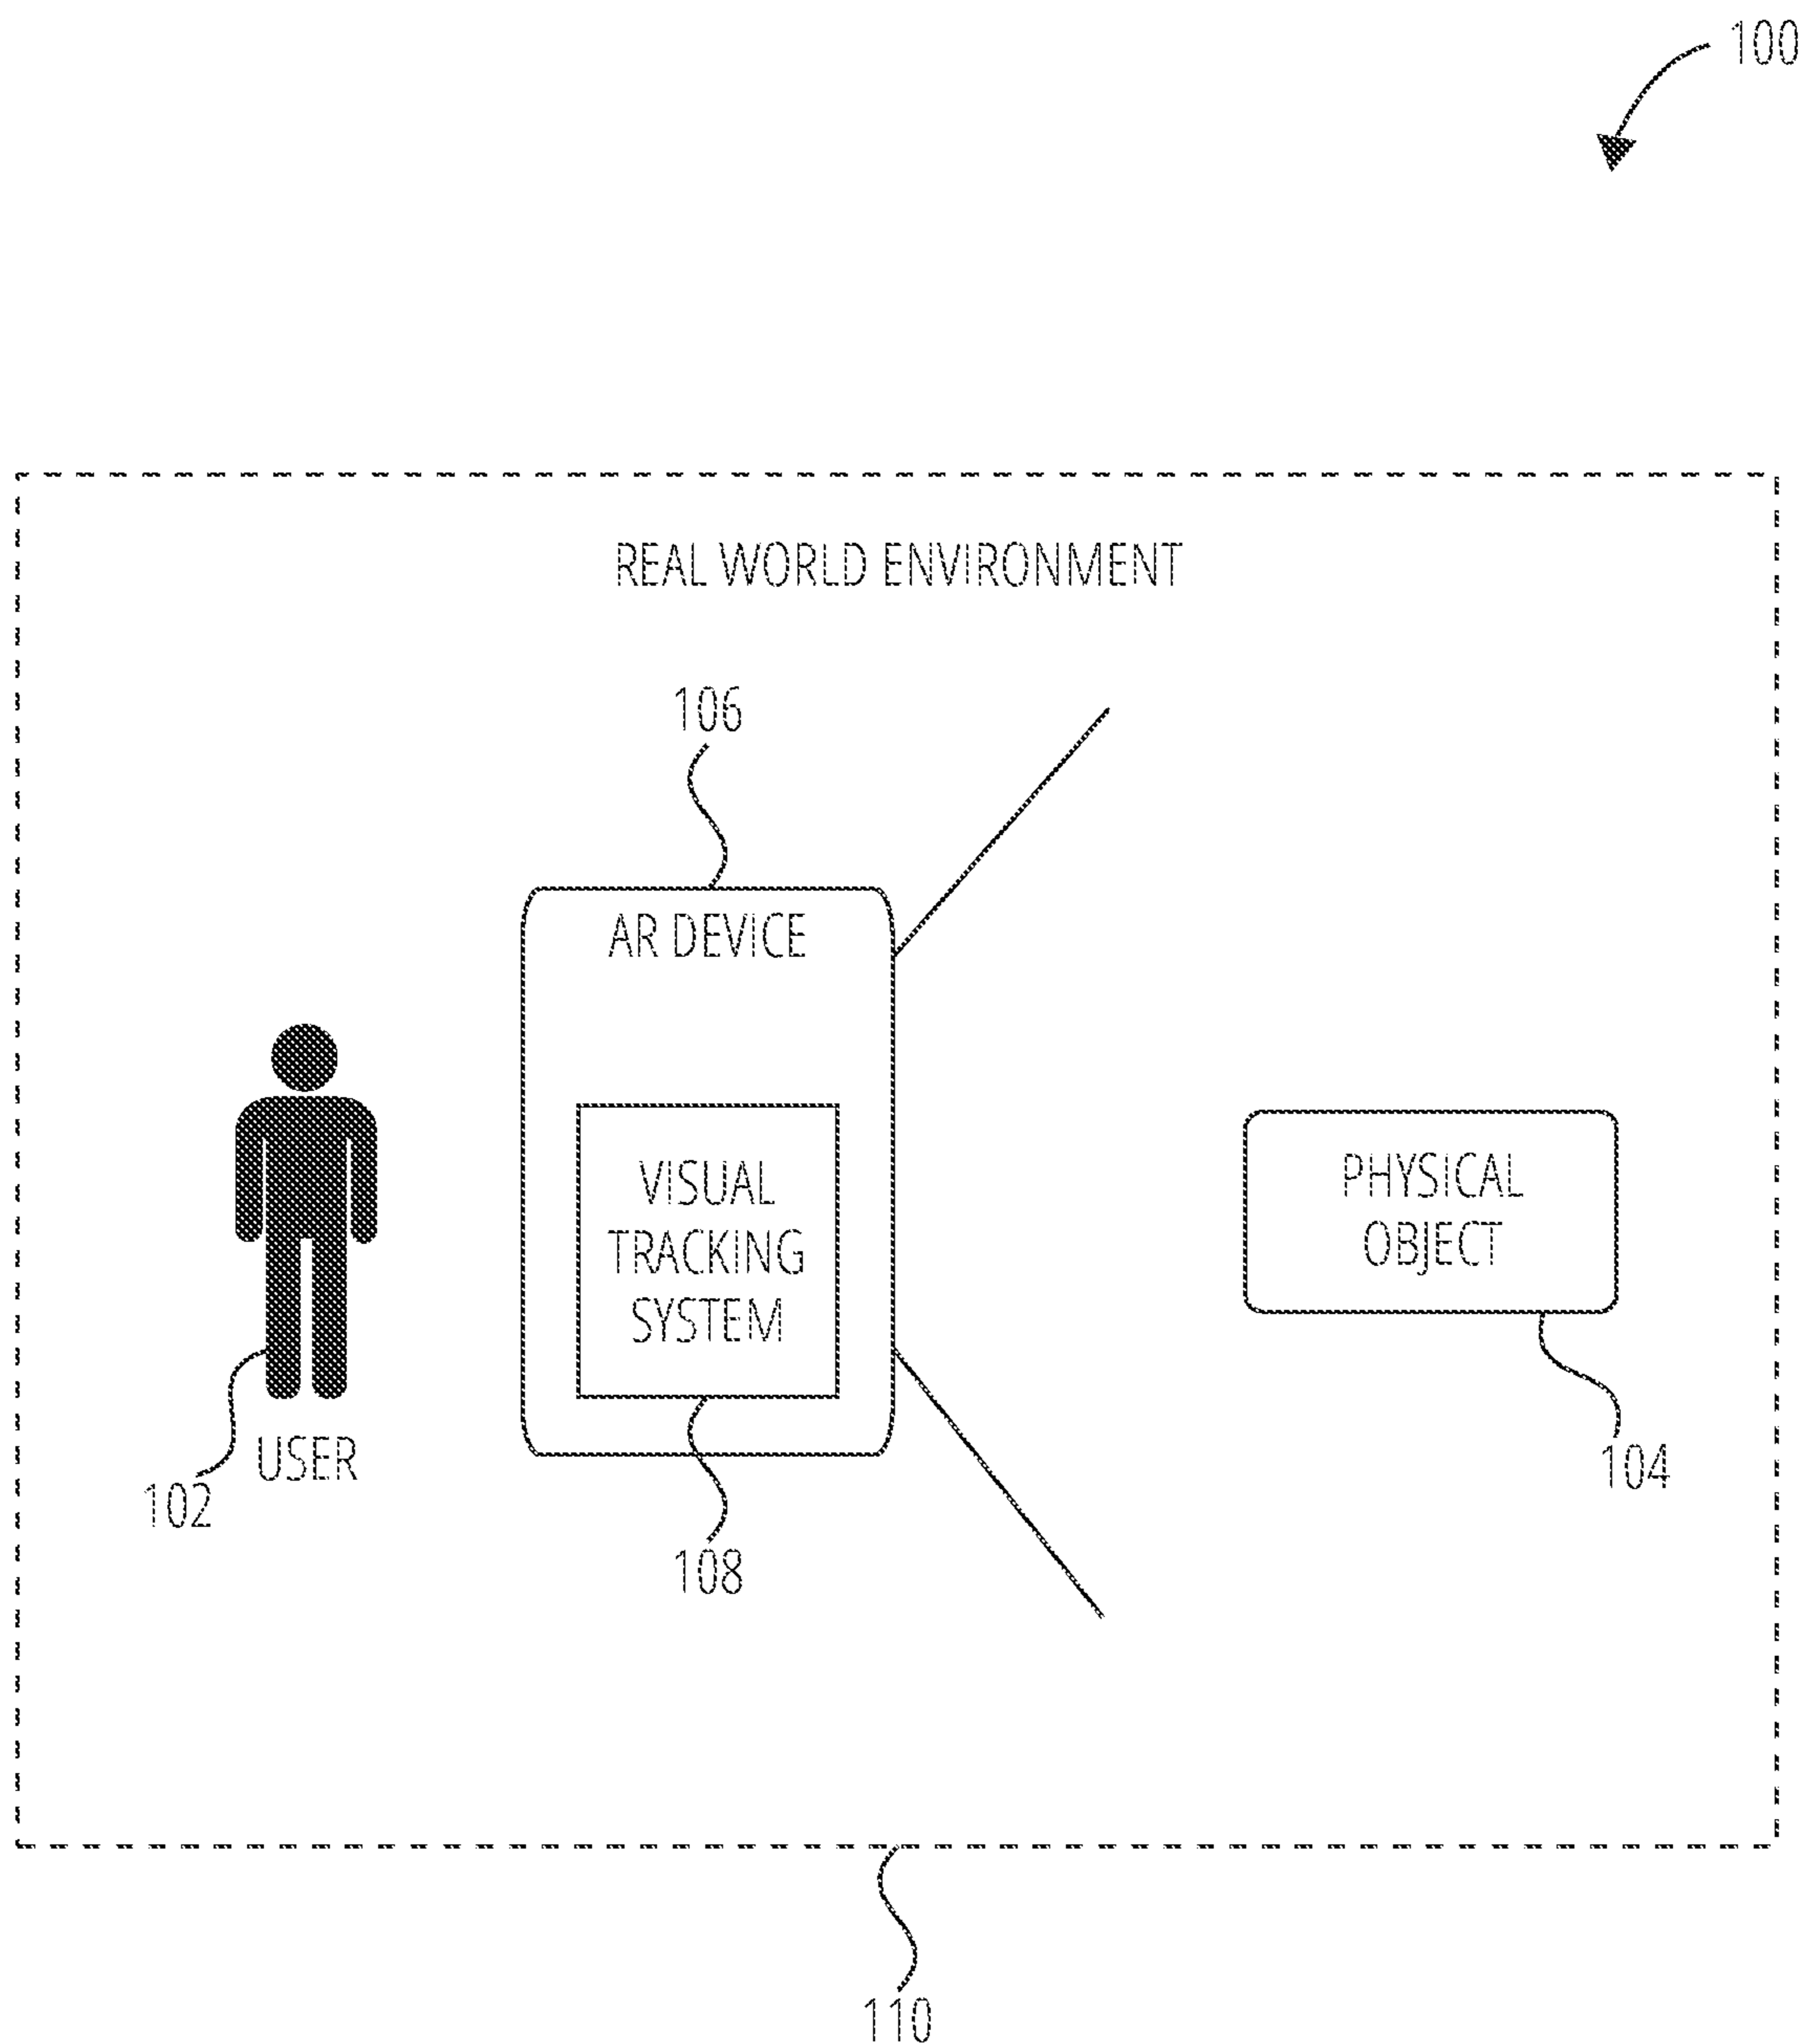 100
REAL WORLD ENVIRONMENT
106
AR DEVICE
VISUAL
TRACKING
SYSTEM
PHYSICAL
OBJECT
USER
102
108
104
110